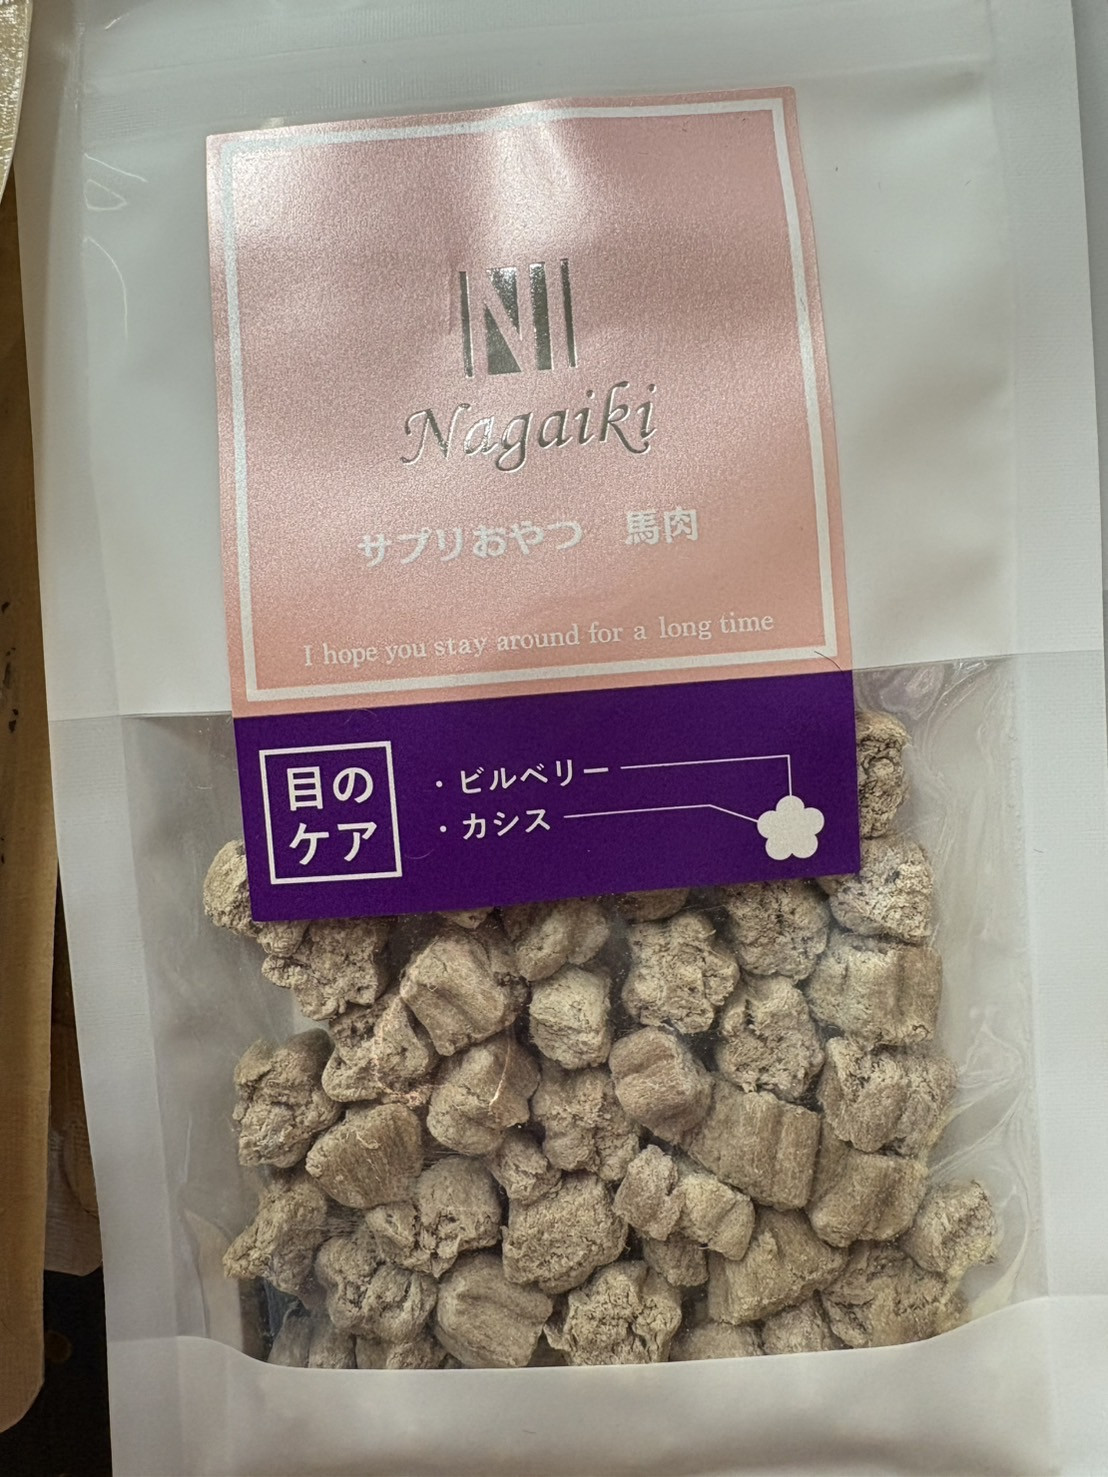 N
Nagaiki
サプリおやつ 馬肉
I hope you stay around for a long time
目の
ケア
・ビルベリー
・カシス